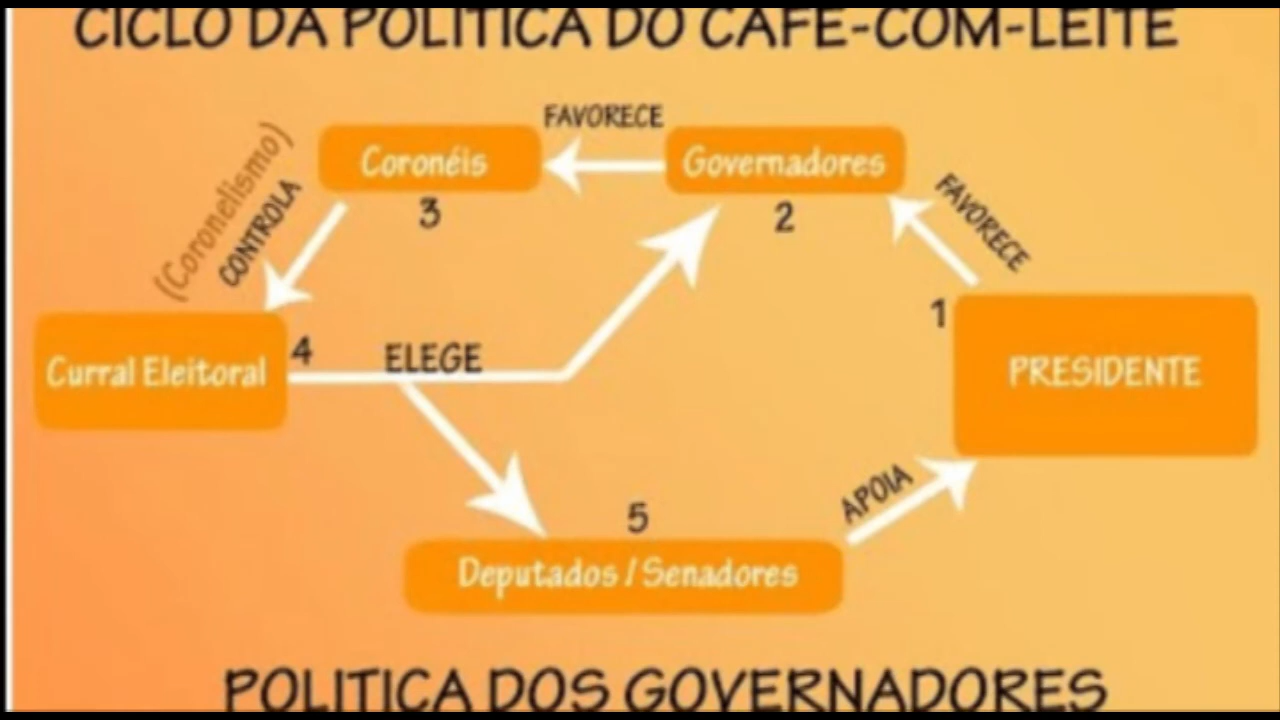 CICLO DA POLITICA DO CAFE-COM-LEITE
FAVORECE
Coronéis
Governadores
3
2
(Coronelismo)
CONTROLA
FAVORECE
1
PRESIDENTE
Curral Eleitoral
4
ELEGE
APOIA
5
Deputados / Senadores
POLITICA DOS GOVERNADORES